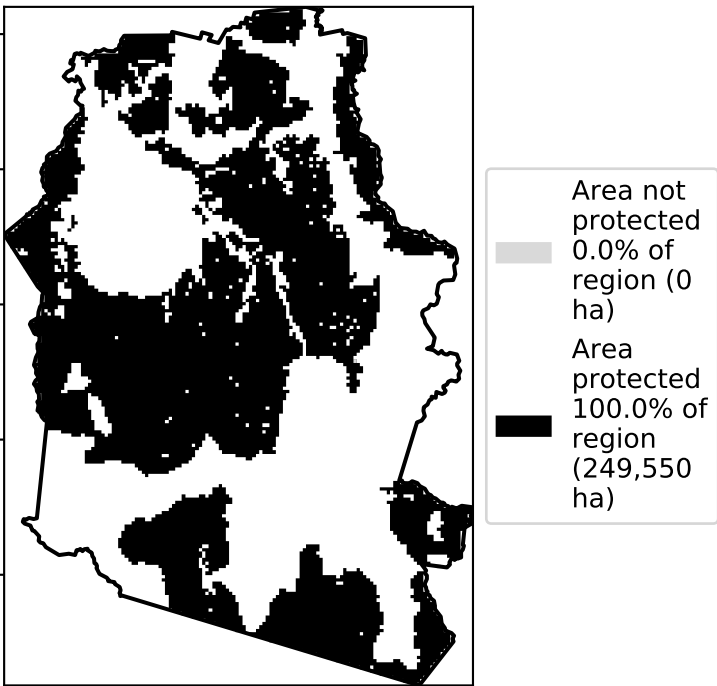 Area not
protected
0.0% of
region (0
ha)
Area
protected
100.0% of
region
(249,550
ha)